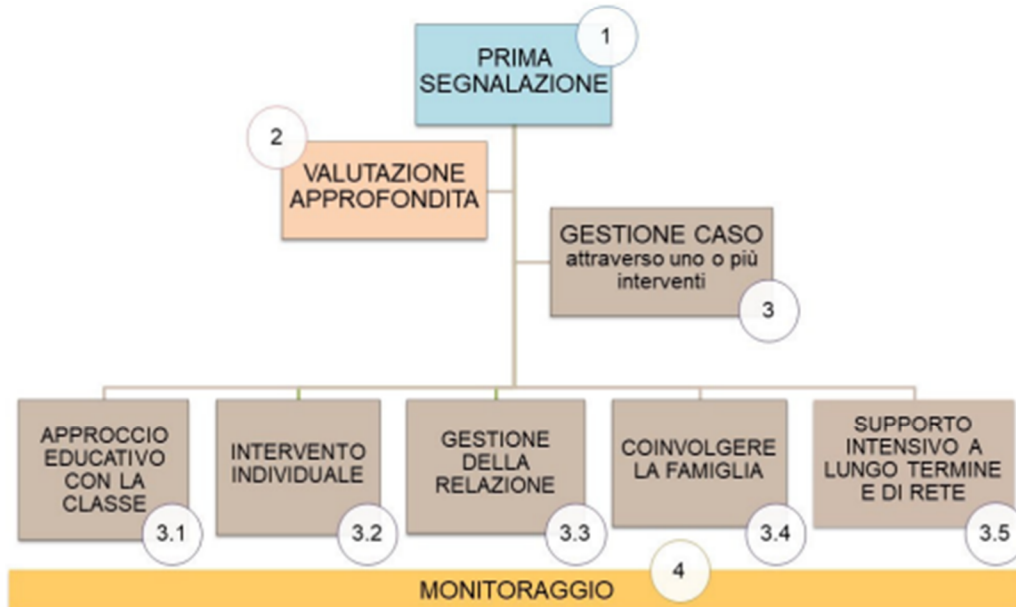 1
PRIMA
SEGNALAZIONE
2
VALUTAZIONE
APPROFONDITA
GESTIONE CASO
attraverso uno o più
interventi
3
APPROCCIO
EDUCATIVO
CON LA
CLASSE
3.1
INTERVENTO
INDIVIDUALE
3.2
GESTIONE
DELLA
RELAZIONE
3.3
COINVOLGERE
LA FAMIGLIA
3.4
SUPPORTO
INTENSIVO A
LUNGO TERMINE
E DI RETE
3.5
4
MONITORAGGIO